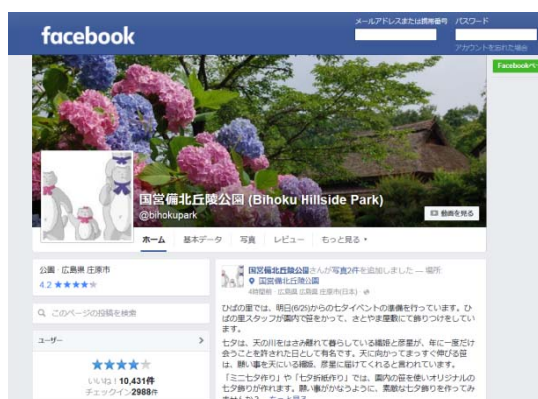 メールアドレスまたは携帯番号 パスワード
facebook
アカウントを忘れた場合
国営備北丘陵公園 (Bihoku Hillside Park)
@bihokupark
動画を見る
ホーム 基本データ 写真 レビュー もっと見る
公園・広島県 庄原市
4.2 ★★★★★
このページの投稿を検索
ユーザー
いいね！10,431件
チェックイン2988件
国営備北丘陵公園さんが写真2件を追加しました — 場所:
国営備北丘陵公園
4時間前・広島県 広島県 庄原市(日本)
ひばの里では、明日(6/25)からの七夕イベントの準備を行っています。ひ
ばの里スタッフが園内で笹をかって、さとやま屋敷にて飾りつけをしてい
ます。
七夕は、天の川をはさみ離れて暮らしている織姫と彦星が、年に一度だけ
会うことを許された日として有名です。天に向かってまっすぐ伸びる笹
は、願い事を天にいる織姫、彦星に届けてくれると言われています。
「ミニ七夕作り」や「七夕折紙作り」では、園内の笹を使いオリジナルの
七夕飾りが作れます。願い事がかなうように、素敵な七夕飾りを作ってみ